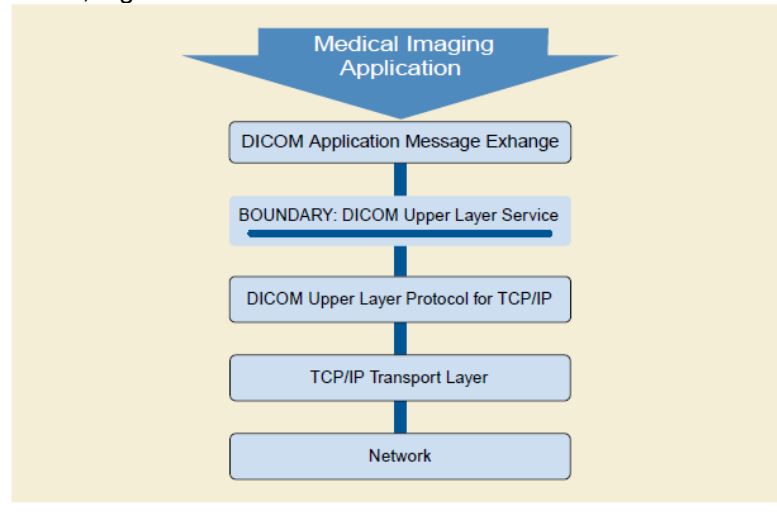 Medical Imaging
Application
DICOM Application Message Exhange
BOUNDARY: DICOM Upper Layer Service
DICOM Upper Layer Protocol for TCP/IP
TCP/IP Transport Layer
Network